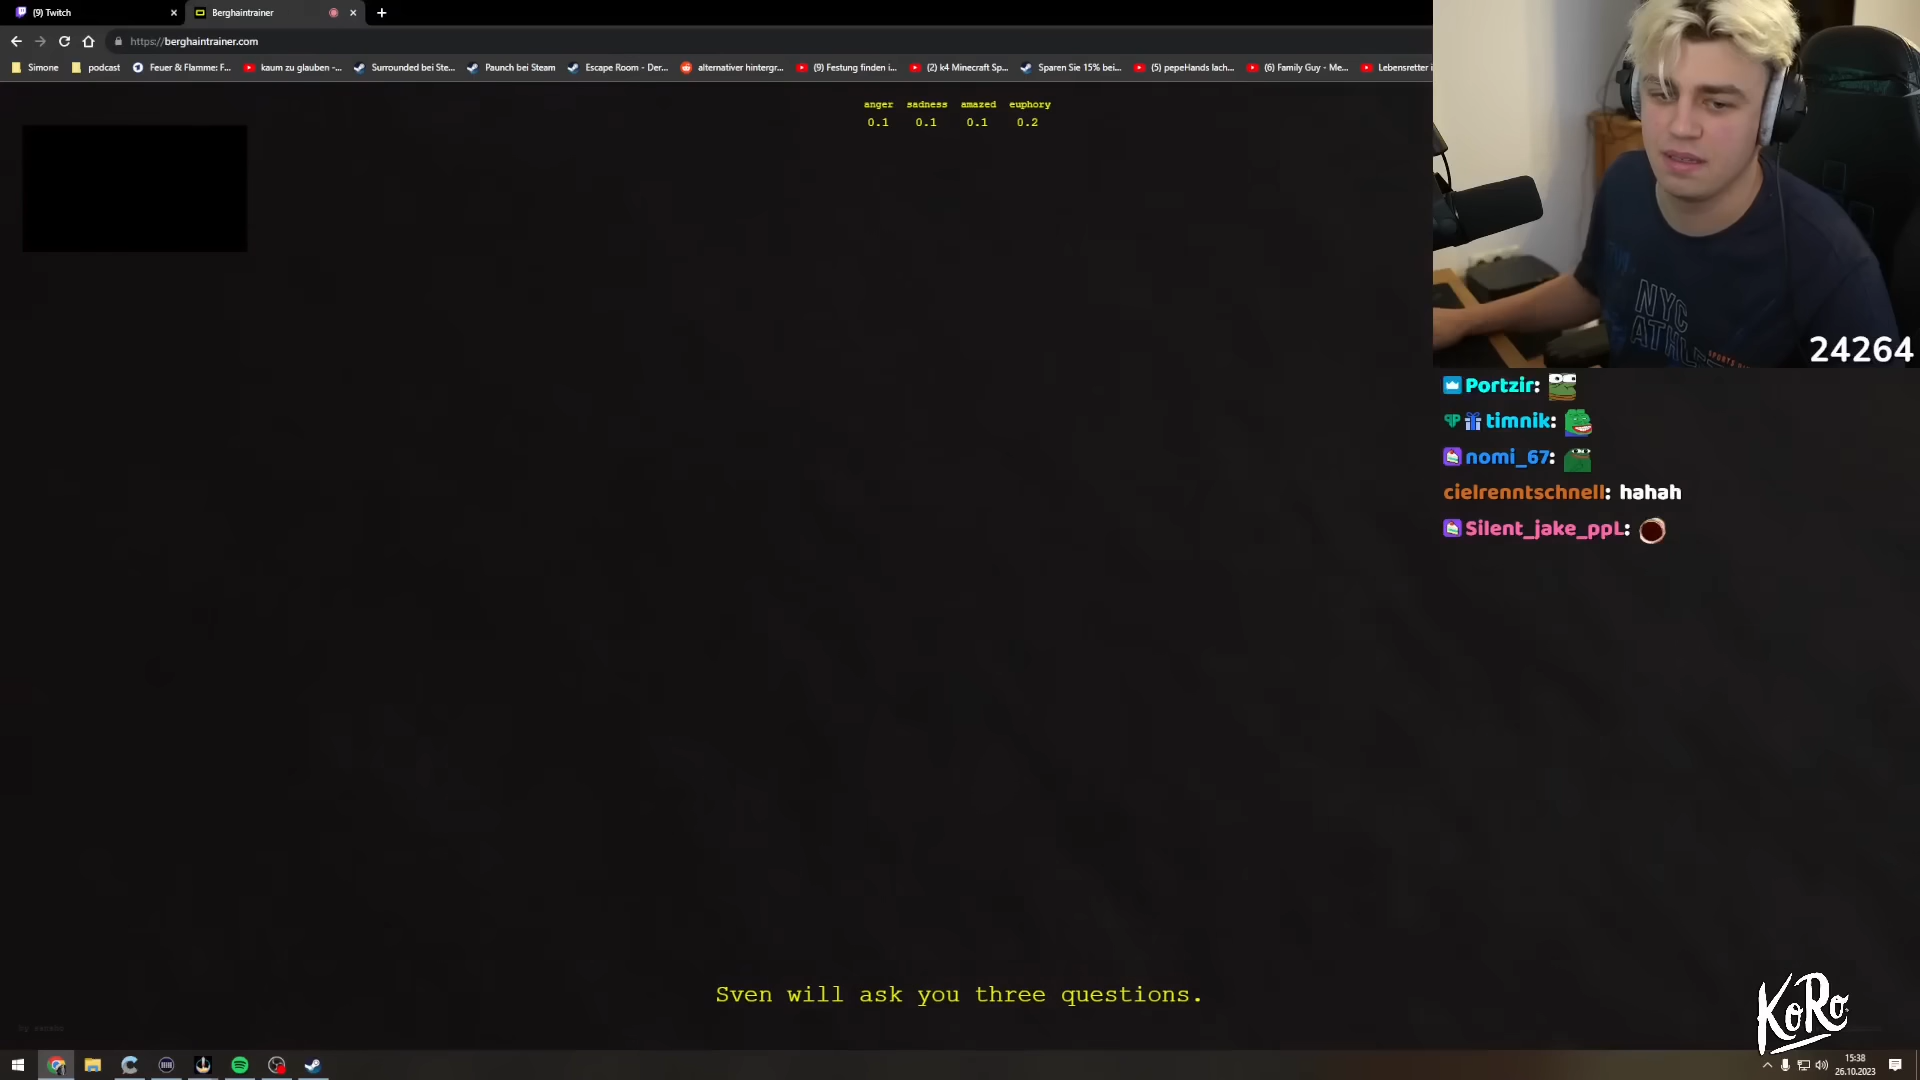 (9) Twitch
Berghaintrainer
https://berghaintrainer.com
Simone
podcast
Feuer & Flamme: F...
kaum zu glauben -...
Surrounded bei Ste...
Paunch bei Steam
Escape Room - Der...
alternativer hintergr...
(9) Festung finden i...
(2) k4 Minecraft Sp...
Sparen Sie 15% bei...
(5) pepeHands lach...
(6) Family Guy - Me...
Lebensretter i
anger sadness amazed euphory
0.1 0.1 0.1 0.2
NYC
24264
Portzir:
timnik:
nomi_67:
cielrenntschnell: hahah
Silent_jake_ppL:
Sven will ask you three questions.
KoRo
15:38
26.10.2023